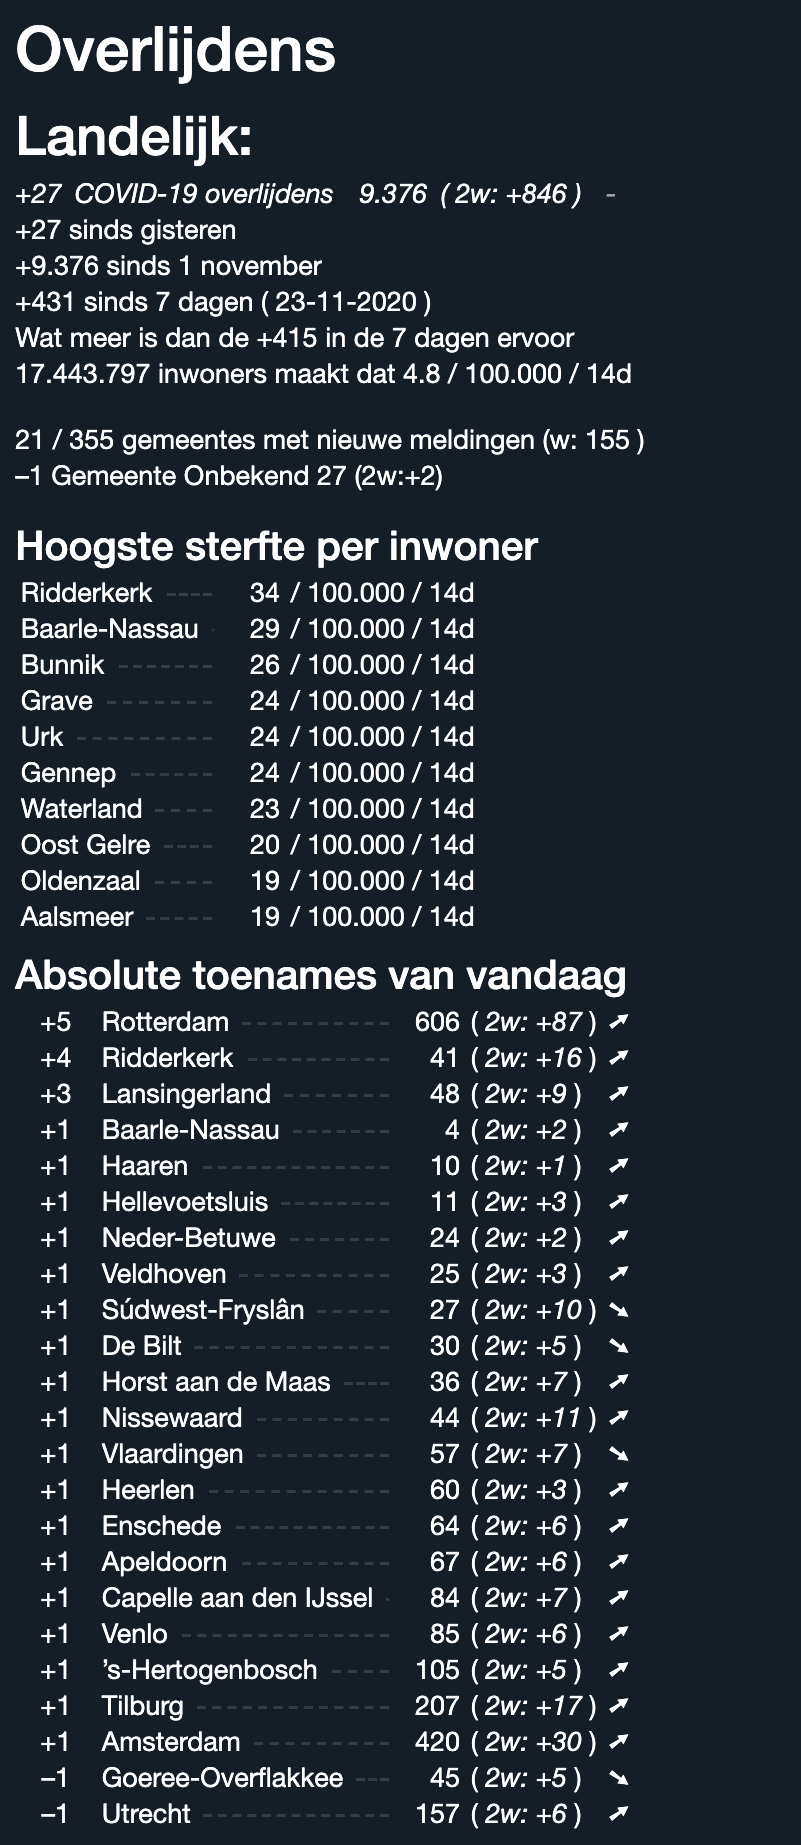 Overlijdens
Landelijk:
+27 COVID-19 overlijdens 9.376 ( 2w: +846 ) -
+27 sinds gisteren
+9.376 sinds 1 november
+431 sinds 7 dagen ( 23-11-2020 )
Wat meer is dan de +415 in de 7 dagen ervoor
17.443.797 inwoners maakt dat 4.8 / 100.000 / 14d
21 / 355 gemeentes met nieuwe meldingen (w: 155 )
–1 Gemeente Onbekend 27 (2w:+2)
Hoogste sterfte per inwoner
Ridderkerk ---- 34 / 100.000 / 14d
Baarle-Nassau · 29 / 100.000 / 14d
Bunnik ------- 26 / 100.000 / 14d
Grave ------- 24 / 100.000 / 14d
Urk --------- 24 / 100.000 / 14d
Gennep ------ 24 / 100.000 / 14d
Waterland ---- 23 / 100.000 / 14d
Oost Gelre ---- 20 / 100.000 / 14d
Oldenzaal ---- 19 / 100.000 / 14d
Aalsmeer ----- 19 / 100.000 / 14d
Absolute toenames van vandaag
+5 Rotterdam ---------- 606 ( 2w: +87 ) ➚
+4 Ridderkerk ---------- 41 ( 2w: +16 ) ➚
+3 Lansingerland ------- 48 ( 2w: +9 ) ➚
+1 Baarle-Nassau ------- 4 ( 2w: +2 ) ➚
+1 Haaren ------------- 10 ( 2w: +1 ) ➚
+1 Hellevoetsluis -------- 11 ( 2w: +3 ) ➚
+1 Neder-Betuwe ------- 24 ( 2w: +2 ) ➚
+1 Veldhoven ---------- 25 ( 2w: +3 ) ➚
+1 Súdwest-Fryslân ----- 27 ( 2w: +10 ) ➘
+1 De Bilt ------------- 30 ( 2w: +5 ) ➘
+1 Horst aan de Maas ---- 36 ( 2w: +7 ) ➚
+1 Nissewaard --------- 44 ( 2w: +11 ) ➚
+1 Vlaardingen --------- 57 ( 2w: +7 ) ➘
+1 Heerlen ------------ 60 ( 2w: +3 ) ➚
+1 Enschede ---------- 64 ( 2w: +6 ) ➚
+1 Apeldoorn ---------- 67 ( 2w: +6 ) ➚
+1 Capelle aan den IJssel · 84 ( 2w: +7 ) ➚
+1 Venlo -------------- 85 ( 2w: +6 ) ➚
+1 ’s-Hertogenbosch ---- 105 ( 2w: +5 ) ➚
+1 Tilburg ------------- 207 ( 2w: +17 ) ➚
+1 Amsterdam --------- 420 ( 2w: +30 ) ➚
–1 Goeree-Overflakkee --- 45 ( 2w: +5 ) ➘
–1 Utrecht ------------- 157 ( 2w: +6 ) ➚